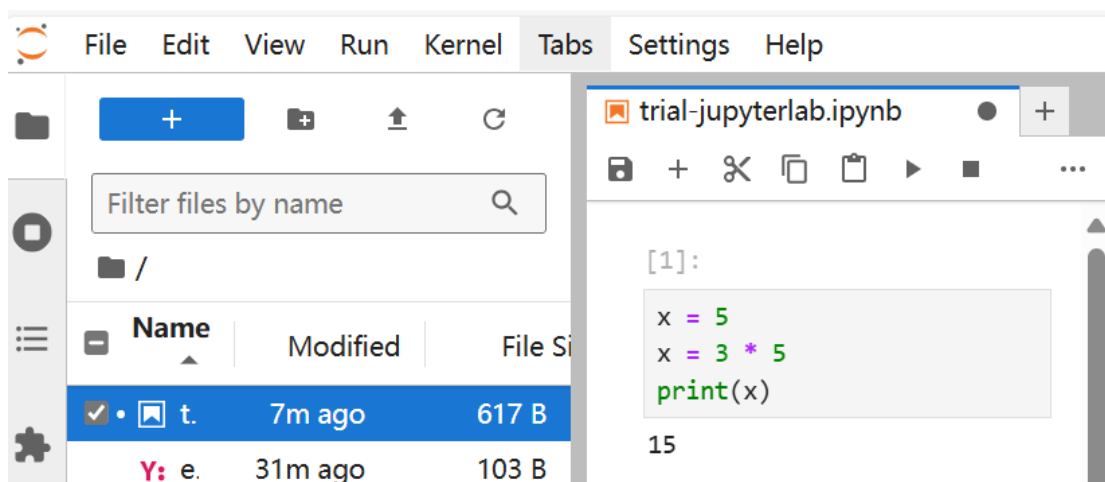 File Edit View Run Kernel Tabs Settings Help
trial-jupyterlab.ipynb
Filter files by name
/
Name Modified File Si
t. 7m ago 617 B
Y: e. 31m ago 103 B
[1]:
x = 5
x = 3 * 5
print(x)
15